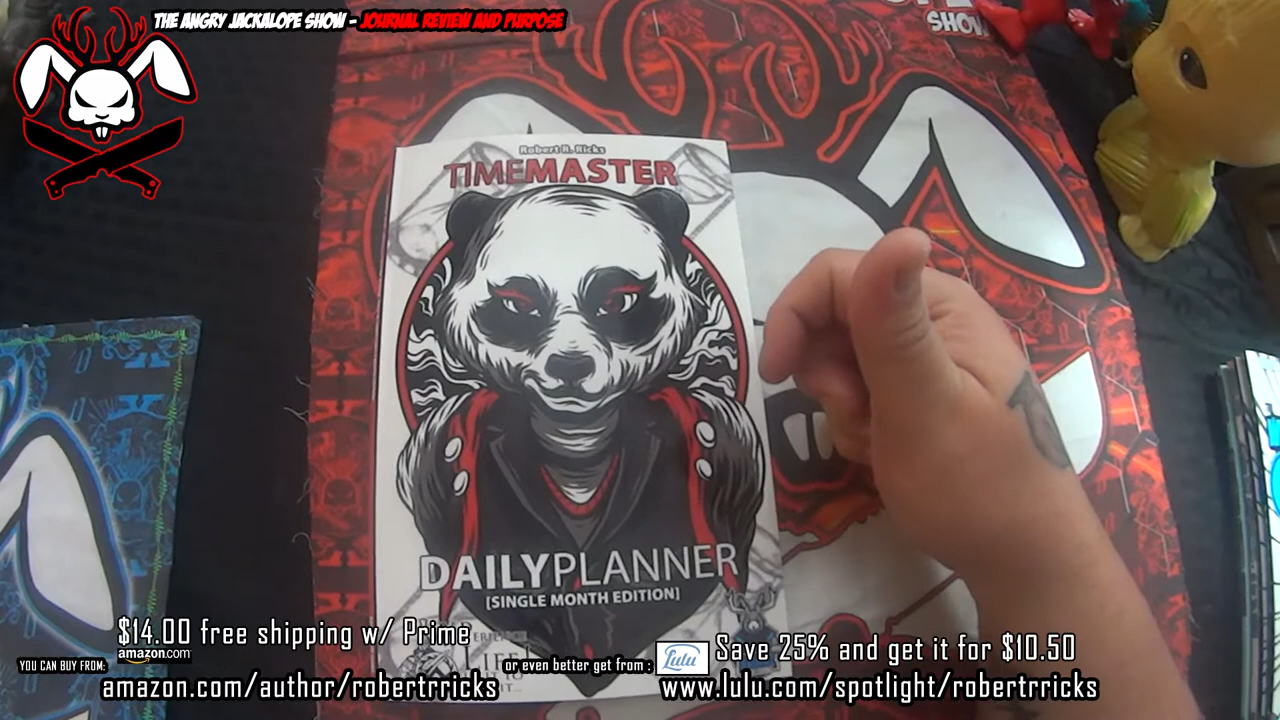 THE ANGRY JACKALOPE SHOW - JOURNAL REVIEW AND PURPOSE
SHOW
Robert R. Ricks
TIMEMASTER
DAILYPLANNER
[SINGLE MONTH EDITION]
$14.00 free shipping w/ Prime
YOU CAN BUY FROM:
amazon.com
amazon.com/author/robertrricks
or even better get from :
Lulu
Save 25% and get it for $10.50
www.lulu.com/spotlight/robertrricks